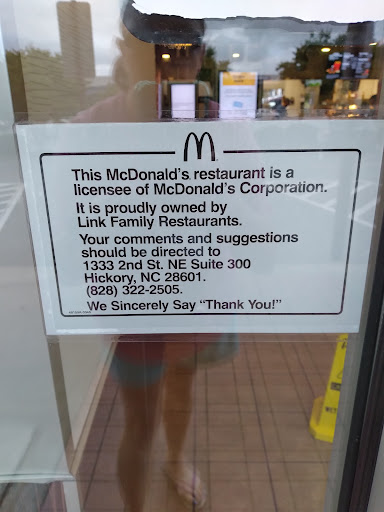 This McDonald's restaurant is a
licensee of McDonald's Corporation.
It is proudly owned by
Link Family Restaurants.
Your comments and suggestions
should be directed to
1333 2nd St. NE Suite 300
Hickory, NC 28601.
(828) 322-2505.
We Sincerely Say "Thank You!"